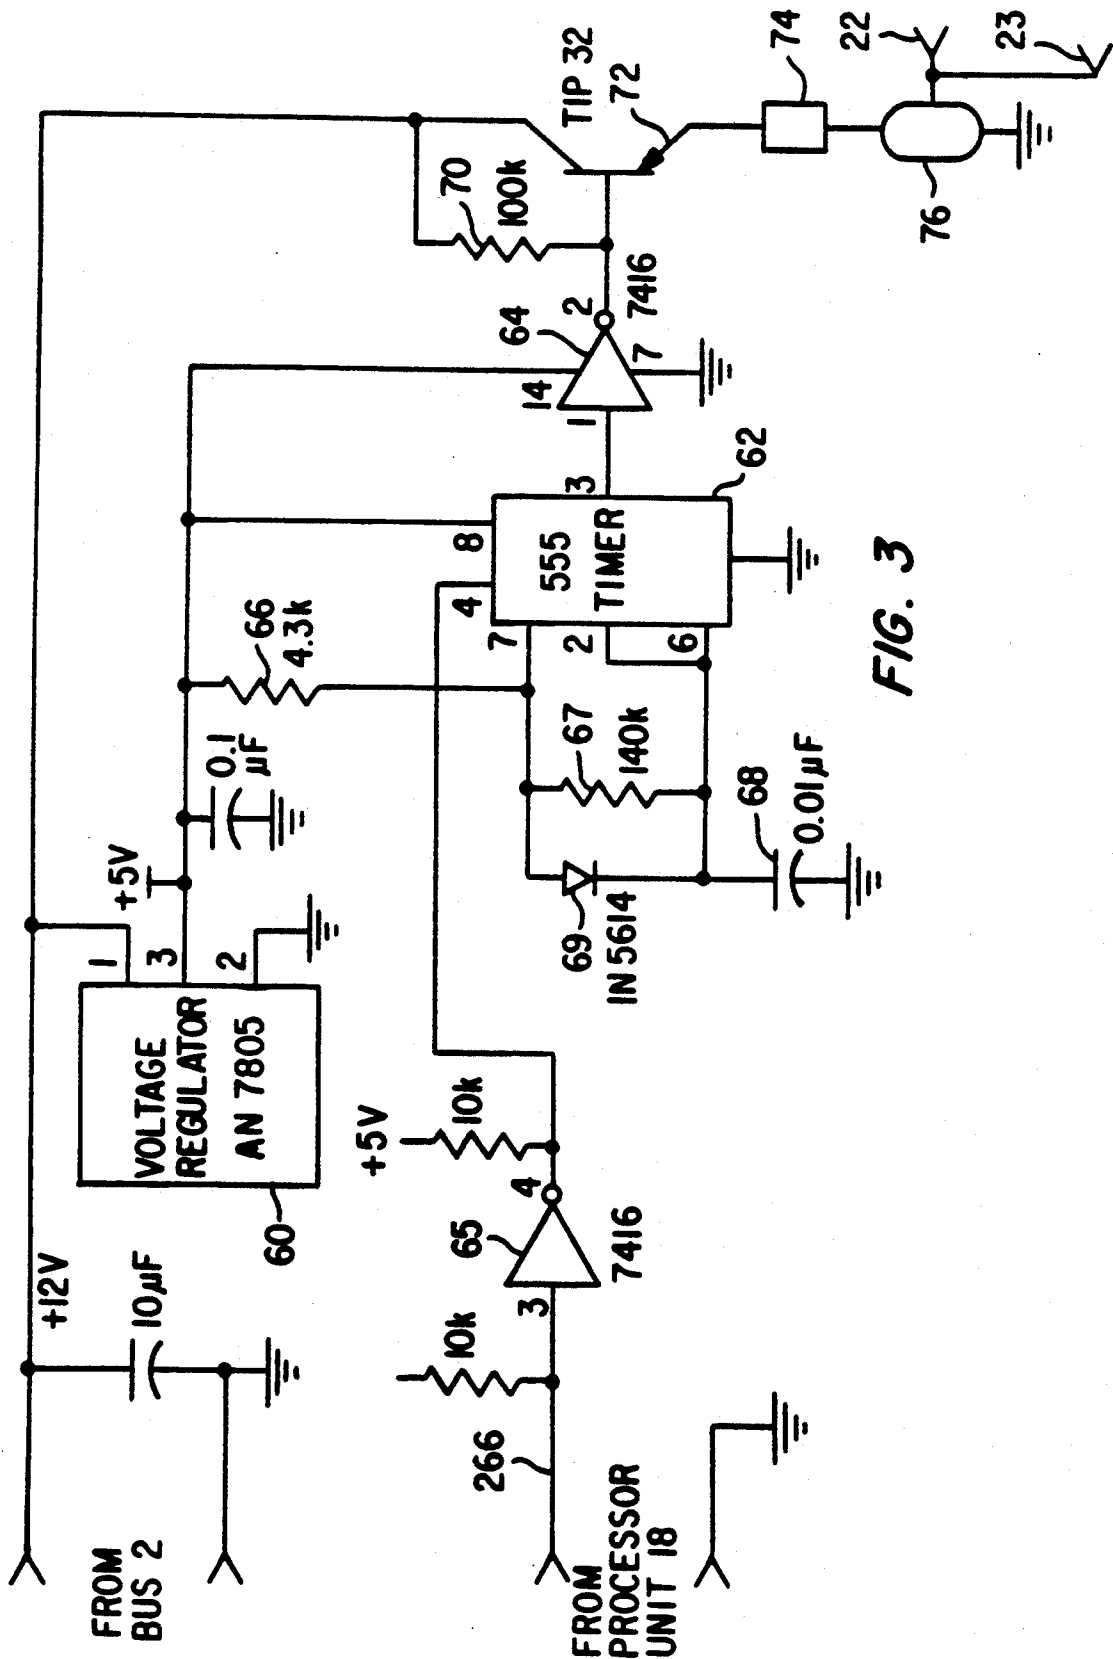 +12V
FROM
BUS 2
10µF
60
VOLTAGE
REGULATOR
AN 7805
1
3
2
+5V
0.1
µF
66
4.3k
FROM
PROCESSOR
UNIT 18
266
10k
3
65
4
7416
+5V
10k
69
IN 5614
67
140k
68
0.01µF
7
2
6
4
8
555
TIMER
3
62
1
14
64
2
7
7416
70
100k
TIP 32
72
74
76
22
23
FIG. 3